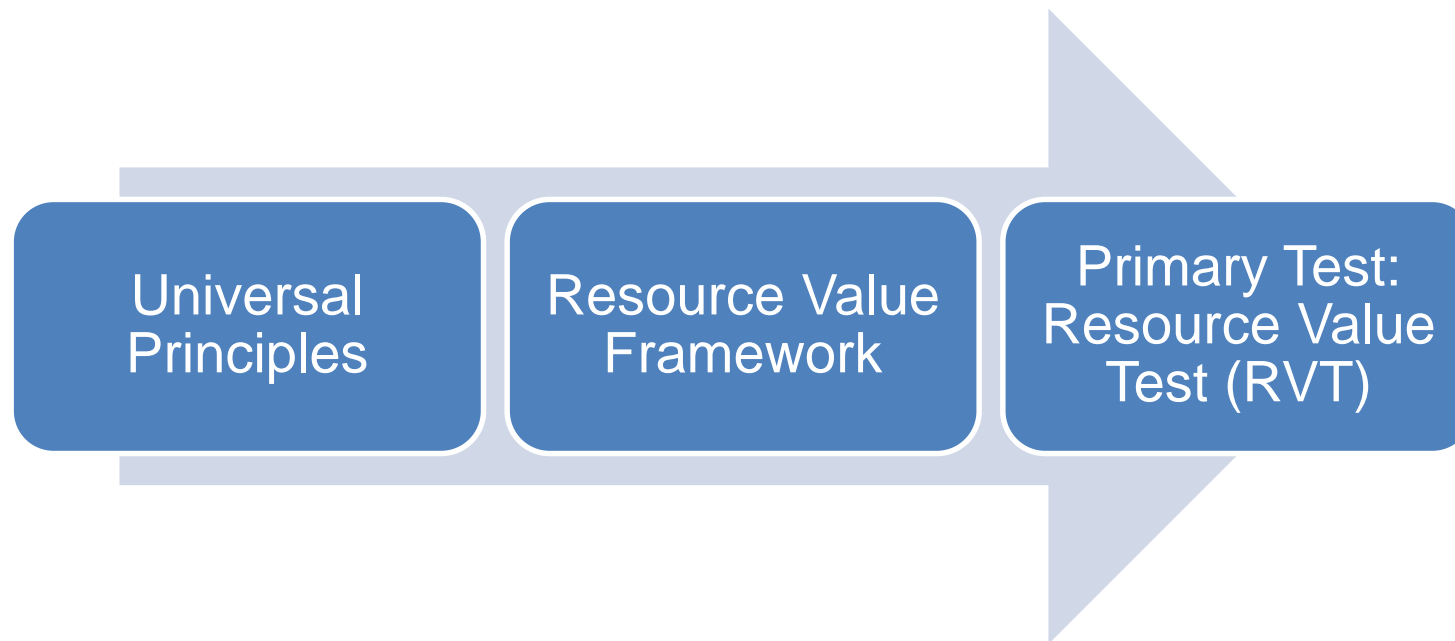 Universal
Principles
Resource Value
Framework
Primary Test:
Resource Value
Test (RVT)